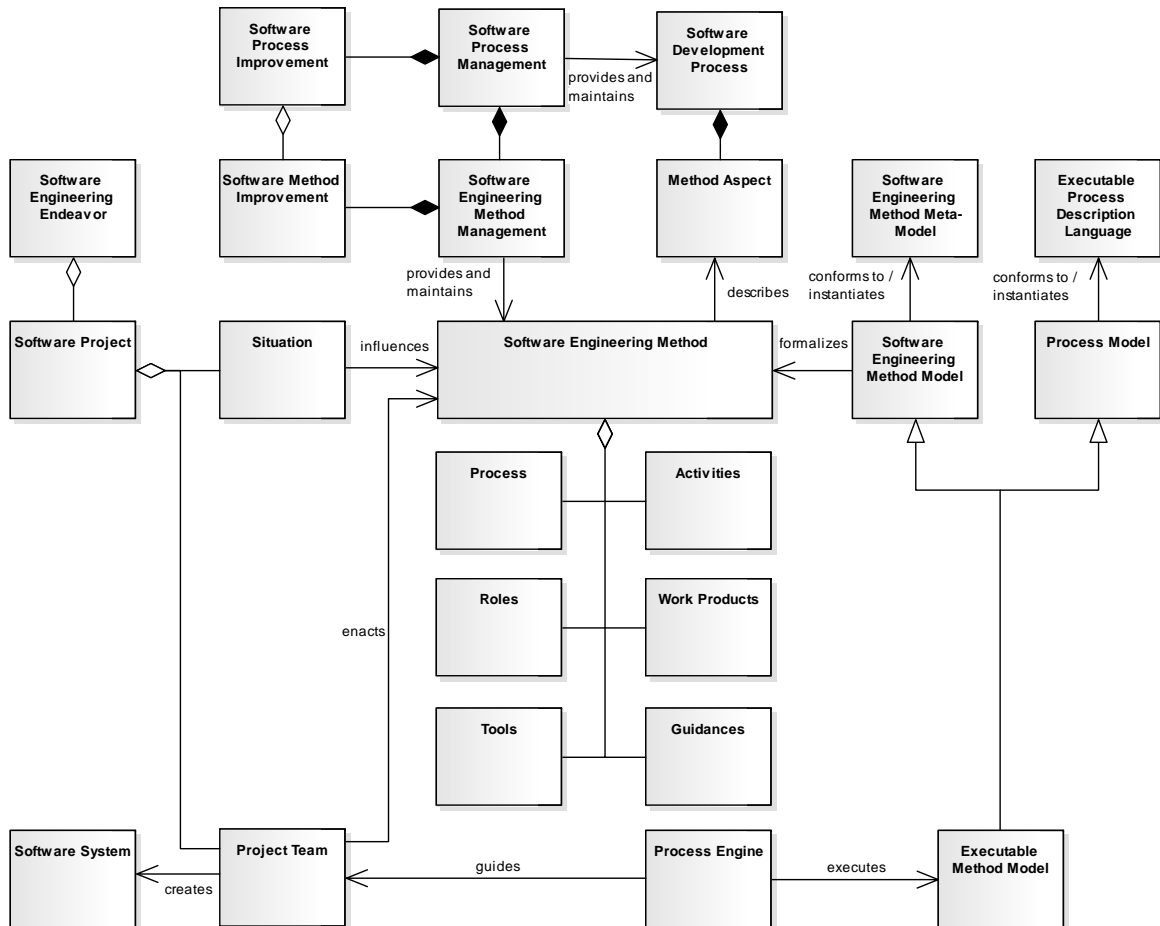 Software
Process
Improvement
Software
Process
Management
provides and
maintains
Software
Development
Process
Software
Engineering
Endeavor
Software Method
Improvement
Software
Engineering
Method
Management
Method Aspect
Software
Engineering
Method Meta-
Model
Executable
Process
Description
Language
provides and
maintains
describes
conforms to /
instantiates
conforms to /
instantiates
Software Project
Situation
influences
Software Engineering Method
formalizes
Software
Engineering
Method Model
Process Model
Process
Activities
Roles
Work Products
enacts
Tools
Guidances
Software System
creates
Project Team
guides
Process Engine
executes
Executable
Method Model